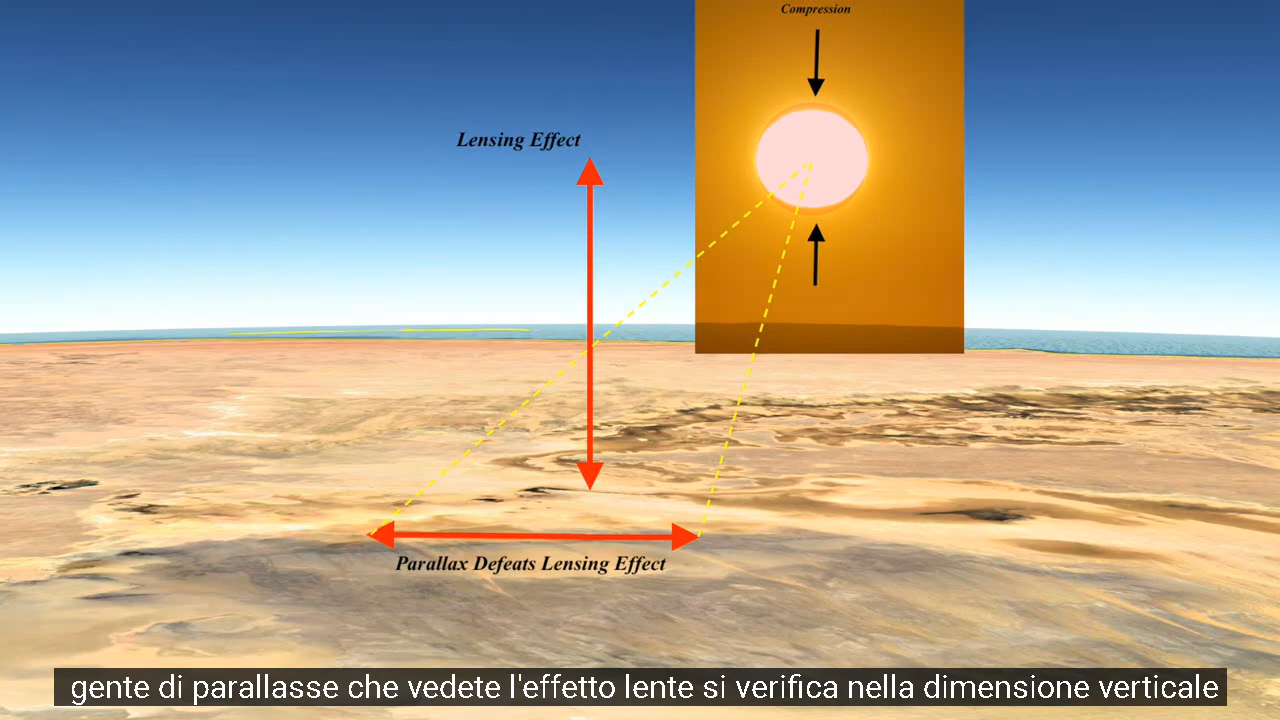 Compression
Lensing Effect
Parallax Defeats Lensing Effect
gente di parallasse che vedete l'effetto lente si verifica nella dimensione verticale